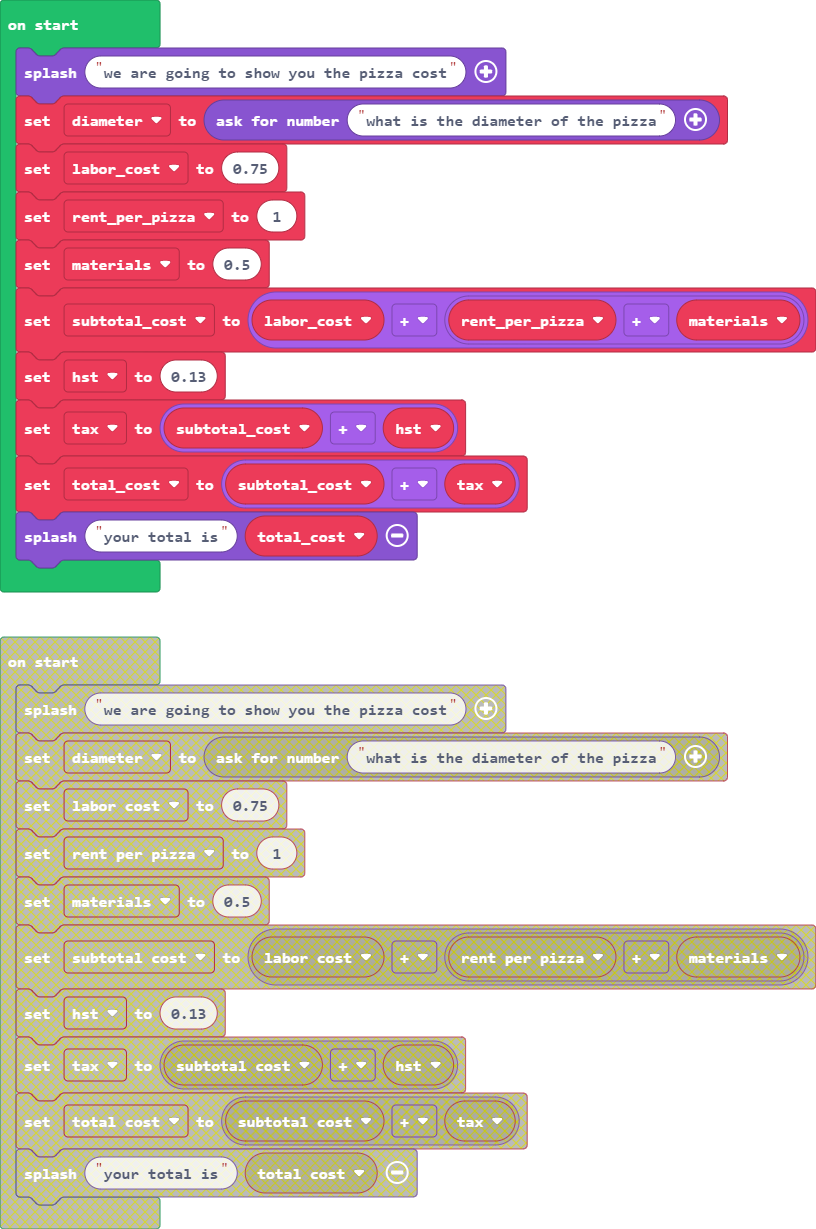 on start
splash "we are going to show you the pizza cost"
set diameter to ask for number "what is the diameter of the pizza"
set labor_cost to 0.75
set rent_per_pizza to 1
set materials to 0.5
set subtotal_cost to labor_cost + rent_per_pizza + materials
set hst to 0.13
set tax to subtotal_cost + hst
set total_cost to subtotal_cost + tax
splash "your total is" total_cost
on start
splash "we are going to show you the pizza cost"
set diameter to ask for number "what is the diameter of the pizza"
set labor cost to 0.75
set rent per pizza to 1
set materials to 0.5
set subtotal cost to labor cost + rent per pizza + materials
set hst to 0.13
set tax to subtotal cost + hst
set total cost to subtotal cost + tax
splash "your total is" total cost